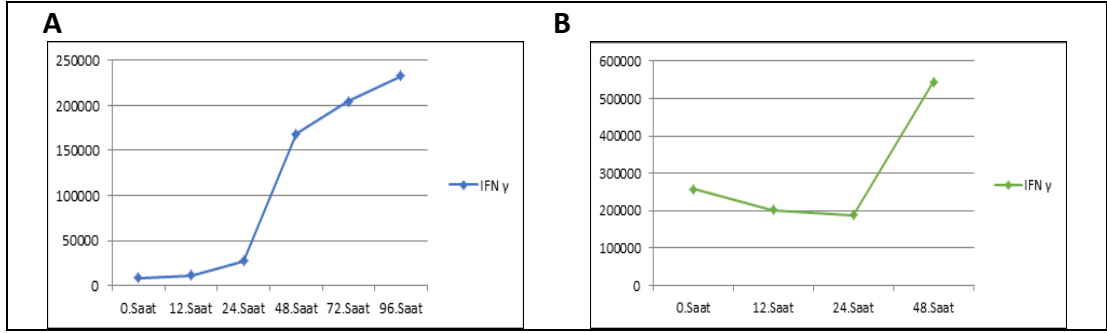 A
250000
200000
150000
100000
50000
0
0.Saat 12.Saat 24.Saat 48.Saat 72.Saat 96.Saat
IFN γ
B
600000
500000
400000
300000
200000
100000
0
0.Saat 12.Saat 24.Saat 48.Saat
IFN γ